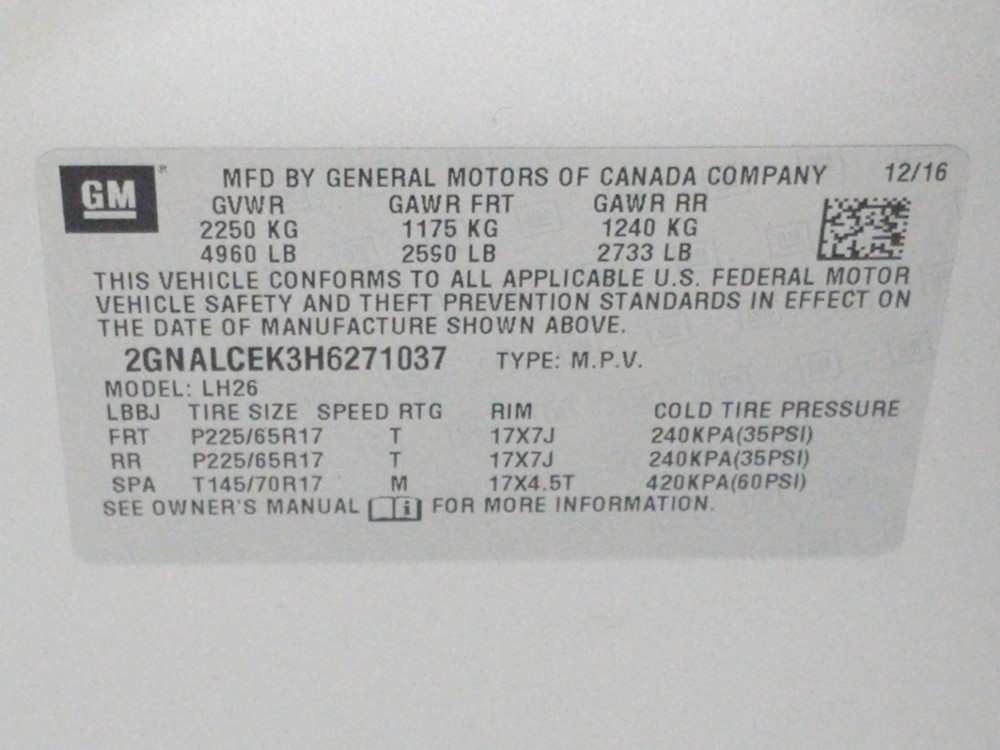 GM
MFD BY GENERAL MOTORS OF CANADA COMPANY 12/16
GVWR GAWR FRT GAWR RR
2250 KG 1175 KG 1240 KG
4960 LB 2590 LB 2733 LB
THIS VEHICLE CONFORMS TO ALL APPLICABLE U.S. FEDERAL MOTOR
VEHICLE SAFETY AND THEFT PREVENTION STANDARDS IN EFFECT ON
THE DATE OF MANUFACTURE SHOWN ABOVE.
2GNALCEK3H6271037 TYPE: M.P.V.
MODEL: LH26
LBBJ TIRE SIZE SPEED RTG RIM COLD TIRE PRESSURE
FRT P225/65R17 T 17X7J 240KPA(35PSI)
RR P225/65R17 T 17X7J 240KPA(35PSI)
SPA T145/70R17 M 17X4.5T 420KPA(60PSI)
SEE OWNER'S MANUAL FOR MORE INFORMATION.